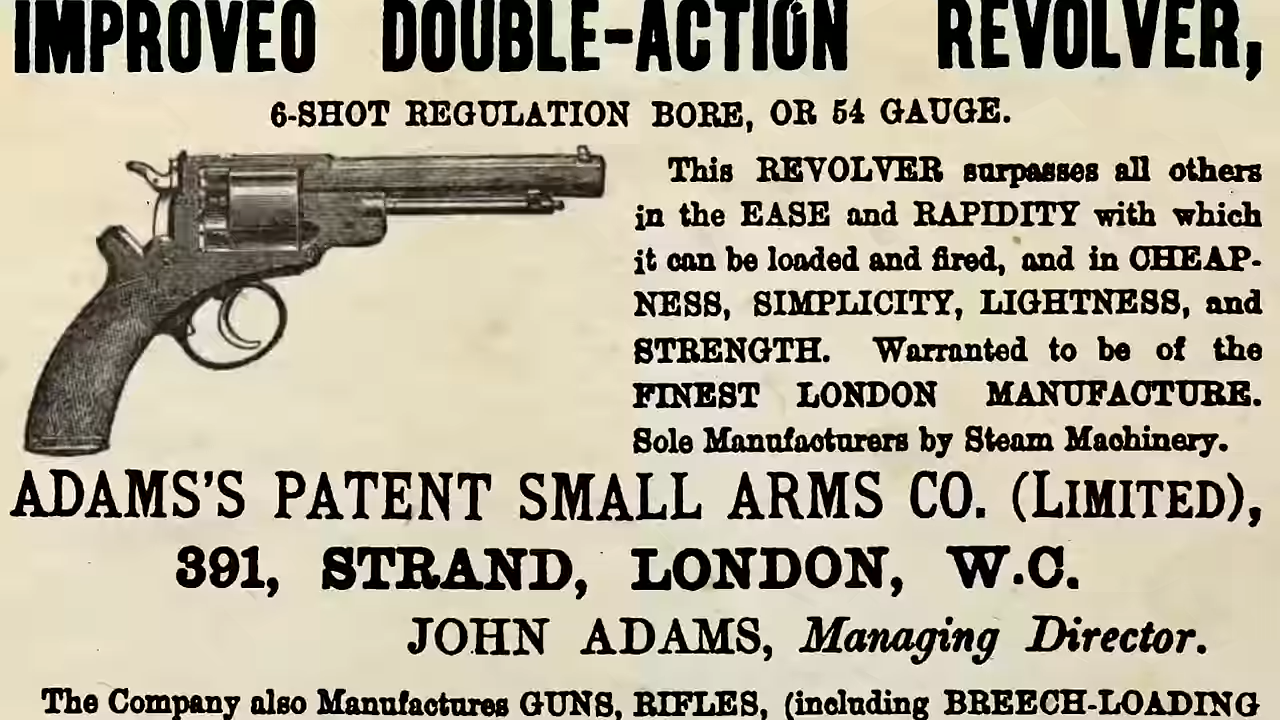 IMPROVED DOUBLE-ACTION REVOLVER,
6-SHOT REGULATION BORE, OR 54 GAUGE.
This REVOLVER surpasses all others
in the EASE and RAPIDITY with which
it can be loaded and fired, and in CHEAP-
NESS, SIMPLICITY, LIGHTNESS, and
STRENGTH. Warranted to be of the
FINEST LONDON MANUFACTURE.
Sole Manufacturers by Steam Machinery.
ADAMS'S PATENT SMALL ARMS CO. (LIMITED),
391, STRAND, LONDON, W.C.
JOHN ADAMS, Managing Director.
The Company also Manufactures GUNS, RIFLES, (including BREECH-LOADING